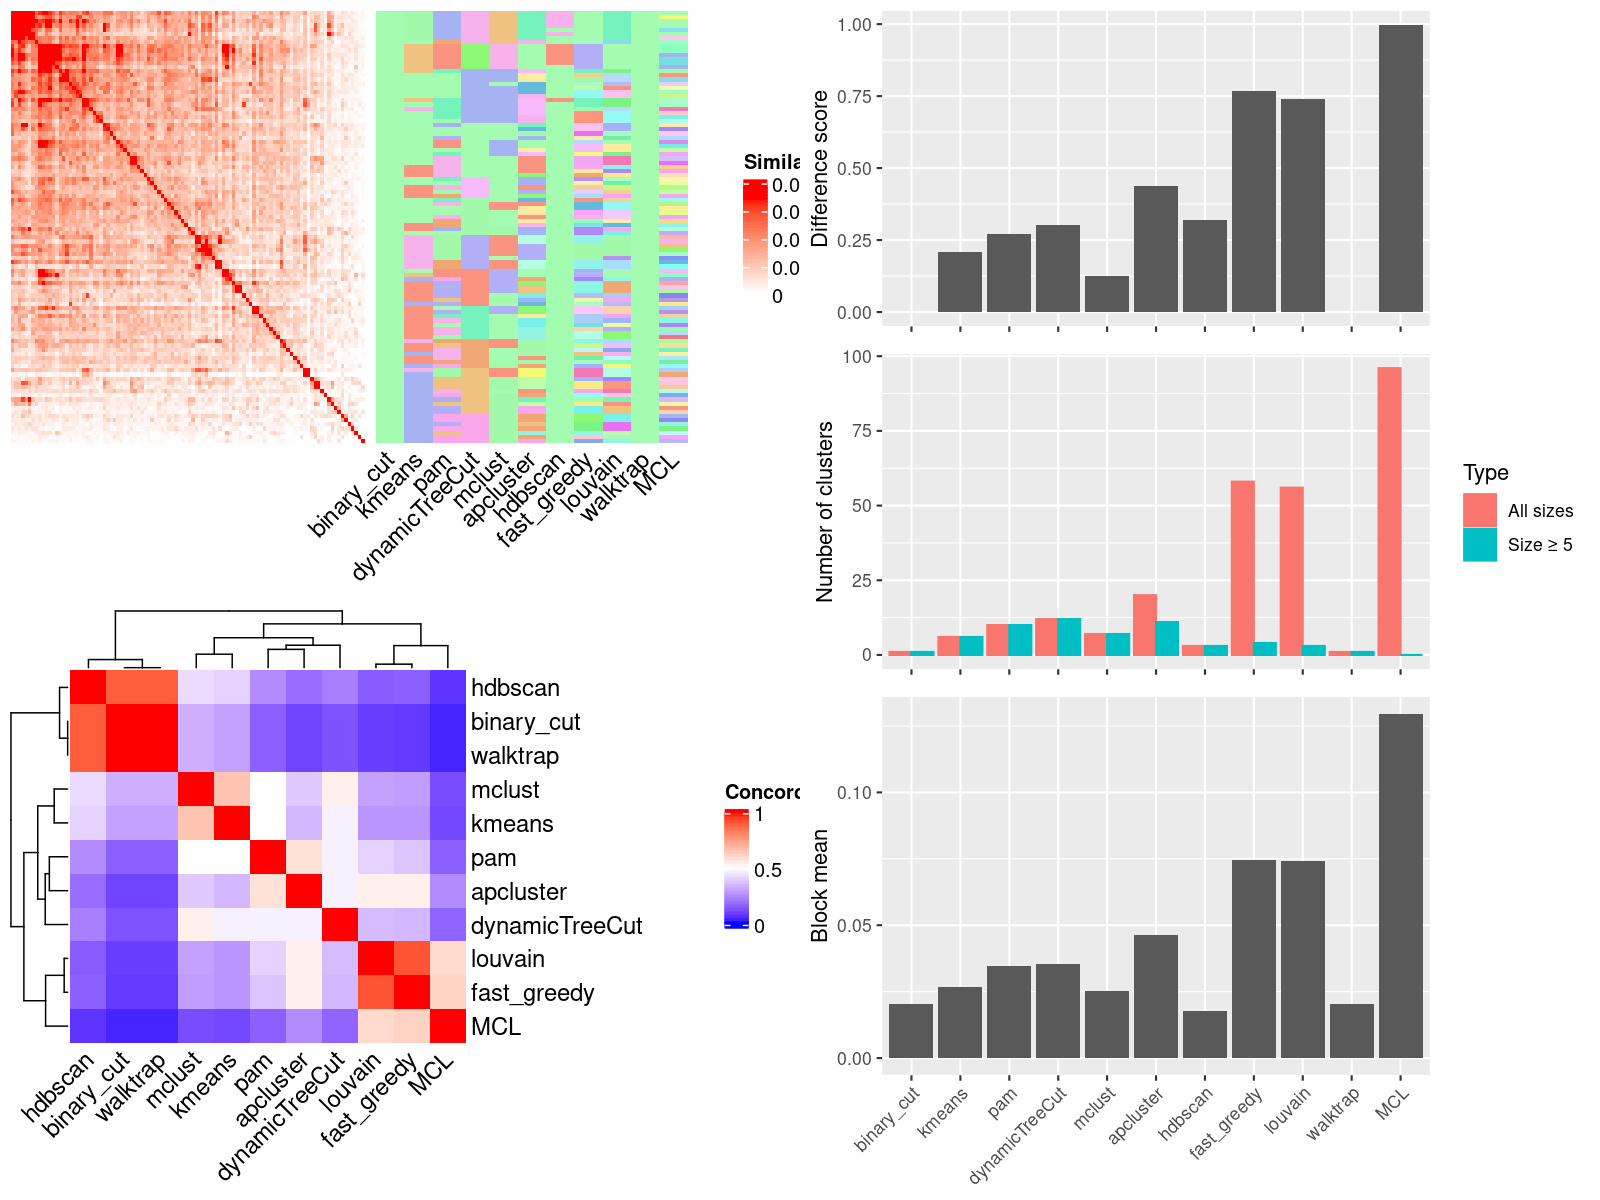 Simila
0.0
0.0
0.0
0.0
0
binary_cut
kmeans
pam
dynamicTreeCut
mclust
apcluster
hdbscan
fast_greedy
louvain
walktrap
MCL
hdbscan
binary_cut
walktrap
mclust
kmeans
pam
apcluster
dynamicTreeCut
louvain
fast_greedy
MCL
hdbscan
binary_cut
walktrap
mclust
kmeans
pam
apcluster
dynamicTreeCut
louvain
fast_greedy
MCL
Concord
1
0.5
0
Difference score
1.00
0.75
0.50
0.25
0.00
Number of clusters
100
75
50
25
0
Type
All sizes
Size ≥ 5
Block mean
0.10
0.05
0.00
binary_cut
kmeans
pam
dynamicTreeCut
mclust
apcluster
hdbscan
fast_greedy
louvain
walktrap
MCL